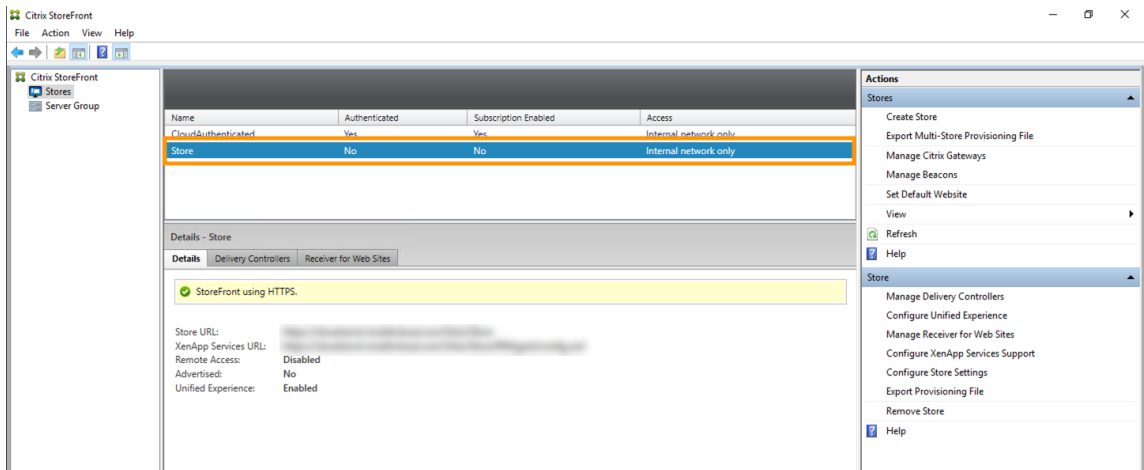 Citrix StoreFront
File Action View Help
Citrix StoreFront
Stores
Server Group
Name Authenticated Subscription Enabled Access
CloudAuthenticated Yes Yes Internal network only
Store No No Internal network only
Details - Store
Details Delivery Controllers Receiver for Web Sites
StoreFront using HTTPS.
Store URL:
XenApp Services URL:
Remote Access: Disabled
Advertised: No
Unified Experience: Enabled
Actions
Stores
Create Store
Export Multi-Store Provisioning File
Manage Citrix Gateways
Manage Beacons
Set Default Website
View
Refresh
Help
Store
Manage Delivery Controllers
Configure Unified Experience
Manage Receiver for Web Sites
Configure XenApp Services Support
Configure Store Settings
Export Provisioning File
Remove Store
Help